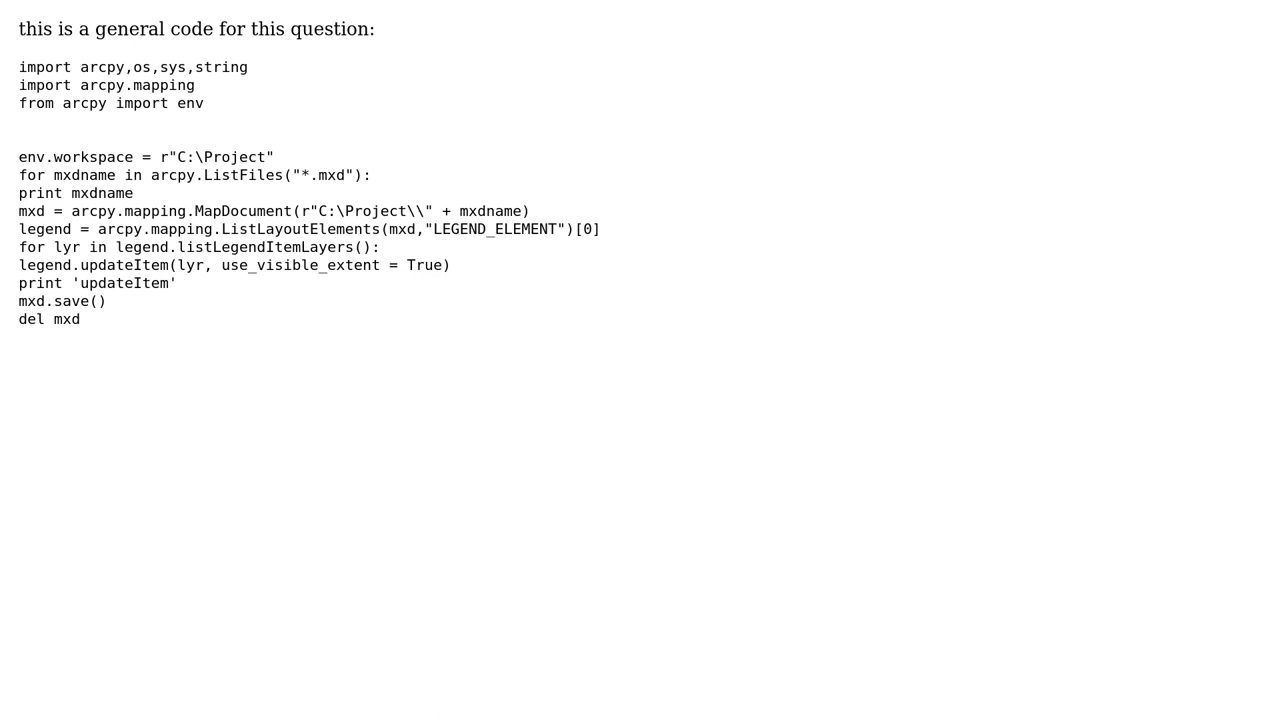 this is a general code for this question:
import arcpy,os,sys,string
import arcpy.mapping
from arcpy import env
env.workspace = r"C:\Project"
for mxdname in arcpy.ListFiles("*.mxd"):
print mxdname
mxd = arcpy.mapping.MapDocument(r"C:\Project\\" + mxdname)
legend = arcpy.mapping.ListLayoutElements(mxd,"LEGEND_ELEMENT")[0]
for lyr in legend.listLegendItemLayers():
legend.updateItem(lyr, use_visible_extent = True)
print 'updateItem'
mxd.save()
del mxd